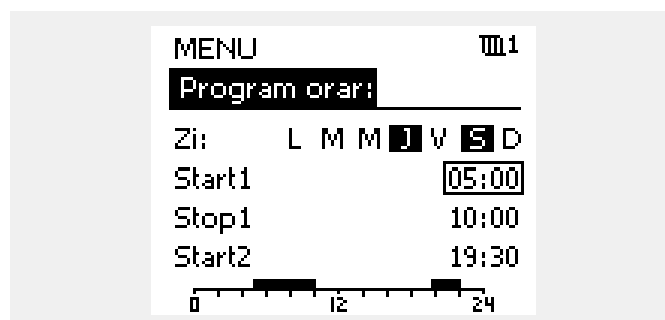 MENU 1
Program orar:
Zi: L M M J V S D
Start1 05:00
Stop1 10:00
Start2 19:30
0 12 24